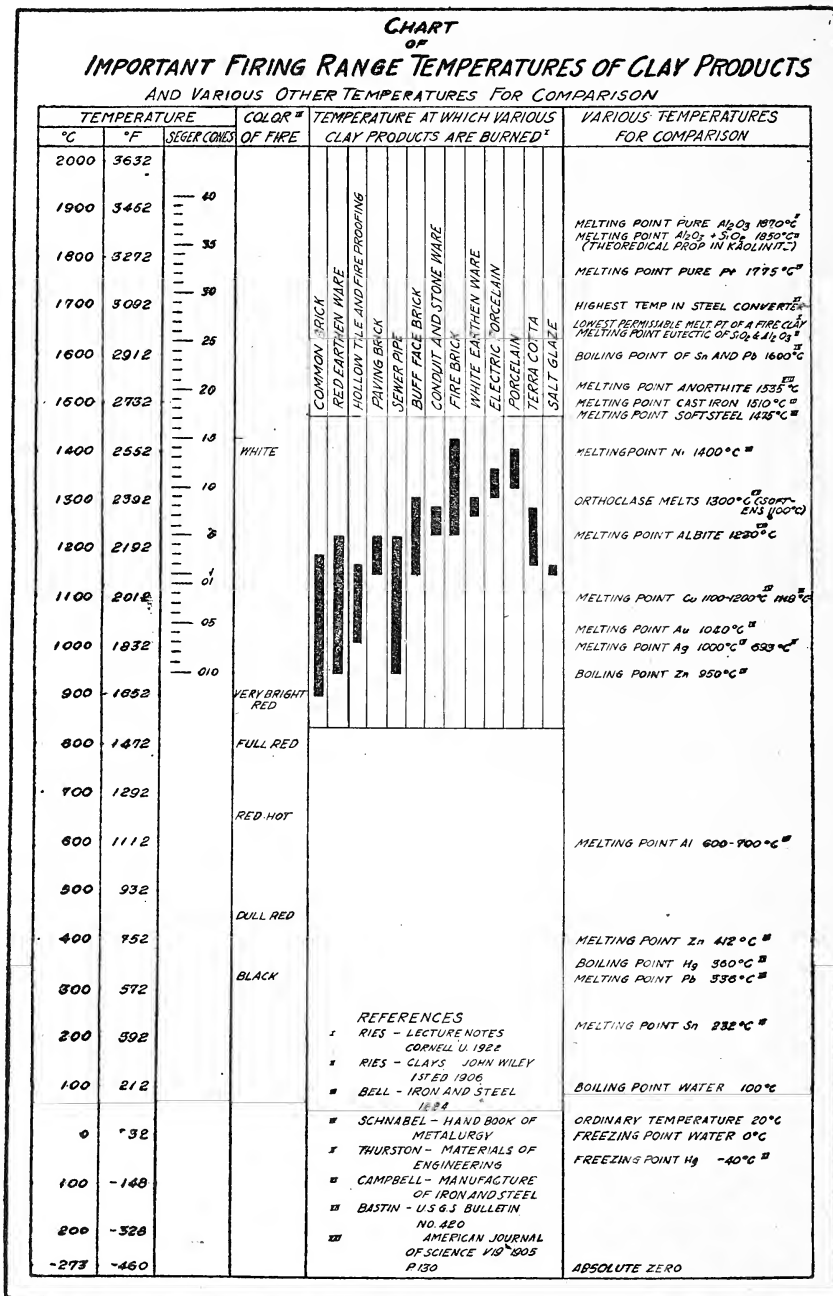 CHART
OF
IMPORTANT FIRING RANGE TEMPERATURES OF CLAY PRODUCTS
AND VARIOUS OTHER TEMPERATURES FOR COMPARISON
TEMPERATURE
°C °F SEGER CONES
COLOR III
OF FIRE
TEMPERATURE AT WHICH VARIOUS
CLAY PRODUCTS ARE BURNED I
VARIOUS TEMPERATURES
FOR COMPARISON
2000 3632
1900 3452
1800 3272
1700 3092
1600 2912
1500 2732
1400 2552
1300 2392
1200 2192
1100 2012
1000 1832
900 1652
800 1472
700 1292
600 1112
500 932
400 752
300 572
200 392
100 212
0 +32
100 -148
200 -328
-273 -460
40
35
30
25
20
15
10
5
1
01
05
010
WHITE
VERY BRIGHT
RED
FULL RED
RED HOT
DULL RED
BLACK
COMMON BRICK
RED EARTHEN WARE
HOLLOW TILE AND FIRE PROOFING
PAVING BRICK
SEWER PIPE
BUFF FACE BRICK
CONDUIT AND STONE WARE
FIRE BRICK
WHITE EARTHEN WARE
ELECTRIC PORCELAIN
PORCELAIN
TERRA COTTA
SALT GLAZE
MELTING POINT PURE Al2O3 1870°C
MELTING POINT Al2O3 + SiO2 1850°C
(THEOREDICAL PROP IN KAOLINITE)
MELTING POINT PURE Pt 1775°C
HIGHEST TEMP IN STEEL CONVERTER
LOWEST PERMISSABLE MELT. PT OF A FIRE CLAY
MELTING POINT EUTECTIC OF SiO2 & Al2O3
BOILING POINT OF Sn AND Pb 1600°C
MELTING POINT ANORTHITE 1535°C
MELTING POINT CAST IRON 1510°C
MELTING POINT SOFT STEEL 1475°C
MELTING POINT Ni 1400°C
ORTHOCLASE MELTS 1300°C (SOFT-
ENS 1100°C)
MELTING POINT ALBITE 1230°C
MELTING POINT Cu 1100-1200°C
MELTING POINT Au 1040°C
MELTING POINT Ag 1000°C 693°C
BOILING POINT Zn 950°C
MELTING POINT Al 600-700°C
MELTING POINT Zn 412°C
BOILING POINT Hg 360°C
MELTING POINT Pb 336°C
MELTING POINT Sn 232°C
BOILING POINT WATER 100°C
ORDINARY TEMPERATURE 20°C
FREEZING POINT WATER 0°C
FREEZING POINT Hg -40°C
ABSOLUTE ZERO
REFERENCES
I RIES - LECTURE NOTES
CORNELL U. 1922
II RIES - CLAYS JOHN WILEY
1ST ED 1906
III BELL - IRON AND STEEL
IV SCHNABEL - HAND BOOK OF
METALURGY
V THURSTON - MATERIALS OF
ENGINEERING
VI CAMPBELL - MANUFACTURE
OF IRON AND STEEL
VII BASTIN - U.S.G.S BULLETIN
NO. 420
VIII AMERICAN JOURNAL
OF SCIENCE V19 1905
P 130